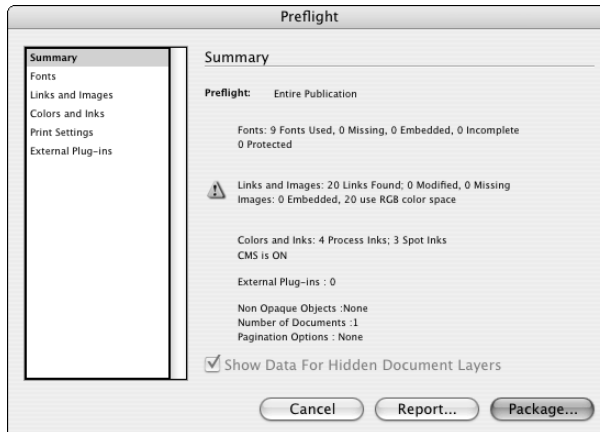 Preflight
Summary
Fonts
Links and Images
Colors and Inks
Print Settings
External Plug-ins
Summary
Preflight: Entire Publication
Fonts: 9 Fonts Used, 0 Missing, 0 Embedded, 0 Incomplete
0 Protected
Links and Images: 20 Links Found; 0 Modified, 0 Missing
Images: 0 Embedded, 20 use RGB color space
Colors and Inks: 4 Process Inks; 3 Spot Inks
CMS is ON
External Plug-ins : 0
Non Opaque Objects :None
Number of Documents :1
Pagination Options : None
Show Data For Hidden Document Layers
Cancel Report... Package...